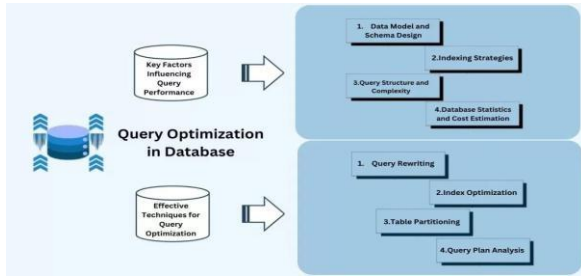 Query Optimization
in Database
Key Factors
Influencing
Query
Performance
1. Data Model and
Schema Design
2.Indexing Strategies
3.Query Structure and
Complexity
4.Database Statistics
and Cost Estimation
Effective
Techniques for
Query
Optimization
1. Query Rewriting
2.Index Optimization
3.Table Partitioning
4.Query Plan Analysis